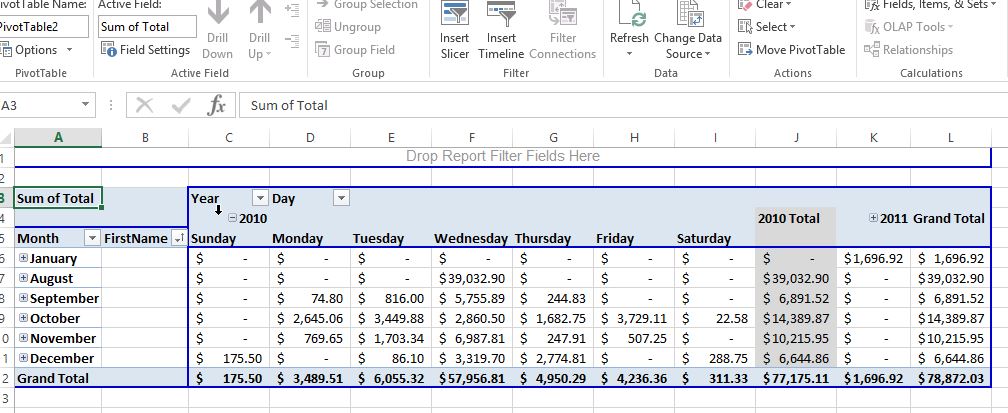 ivotTable Name: Active Field: → Group Selection Clear Fields, Items, & Sets
PivotTable2 Sum of Total Drill Down Drill Up Ungroup Insert Slicer Insert Timeline Filter Connections Refresh Change Data Source Select OLAP Tools
Options Field Settings 7 Group Field Move PivotTable Relationships
PivotTable Active Field Group Filter Data Actions Calculations
A3 fx Sum of Total
A B C D E F G H I J K L
1 Drop Report Filter Fields Here
2
3 Sum of Total Year Day
4 2010 2010 Total 2011 Grand Total
5 Month FirstName Sunday Monday Tuesday Wednesday Thursday Friday Saturday
6 January $ - $ - $ - $ - $ - $ - $ - $ - $1,696.92 $ 1,696.92
7 August $ - $ - $ - $39,032.90 $ - $ - $ - $39,032.90 $ - $39,032.90
8 September $ - $ 74.80 $ 816.00 $ 5,755.89 $ 244.83 $ - $ - $ 6,891.52 $ - $ 6,891.52
9 October $ - $ 2,645.06 $ 3,449.88 $ 2,860.50 $ 1,682.75 $ 3,729.11 $ 22.58 $14,389.87 $ - $14,389.87
0 November $ - $ 769.65 $ 1,703.34 $ 6,987.81 $ 247.91 $ 507.25 $ - $10,215.95 $ - $10,215.95
1 December $ 175.50 $ - $ 86.10 $ 3,319.70 $ 2,774.81 $ - $ 288.75 $ 6,644.86 $ - $ 6,644.86
2 Grand Total $ 175.50 $ 3,489.51 $ 6,055.32 $57,956.81 $ 4,950.29 $ 4,236.36 $ 311.33 $77,175.11 $1,696.92 $78,872.03
3